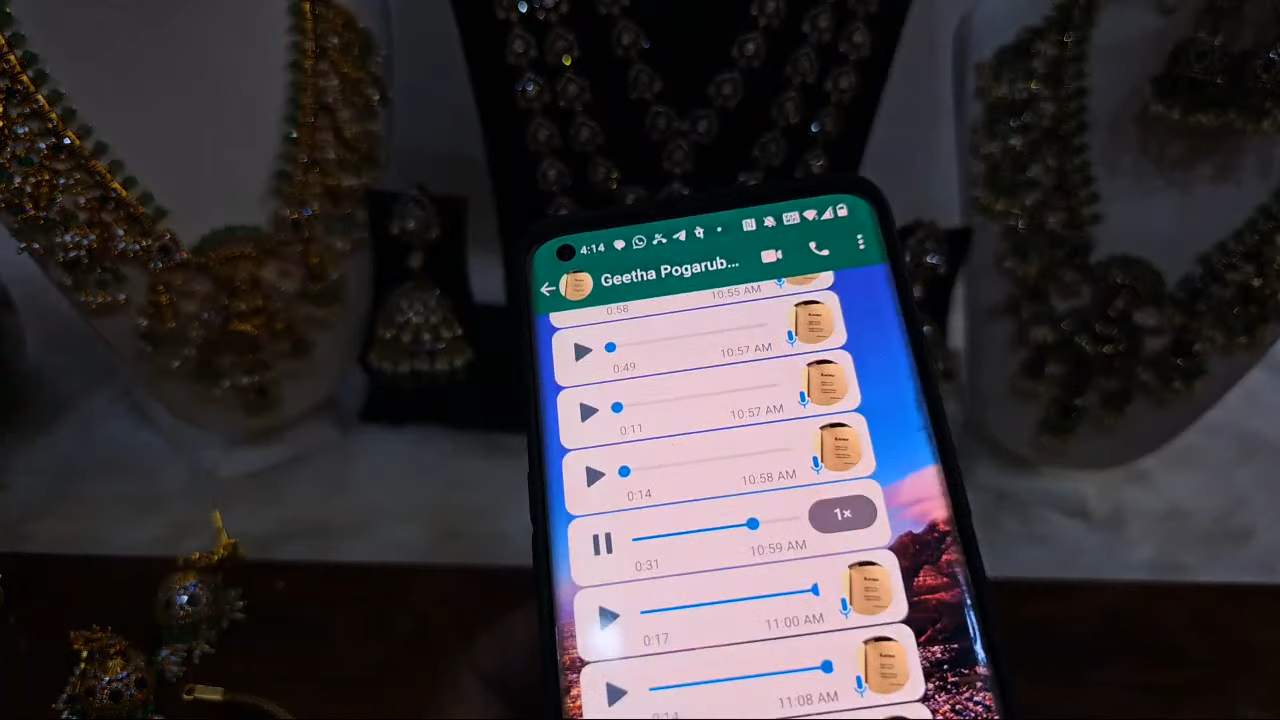 4:14
Geetha Pogarub...
0:58 10:55 AM
0:49 10:57 AM
0:11 10:57 AM
0:14 10:58 AM
1×
0:31 10:59 AM
0:17 11:00 AM
0:14 11:08 AM